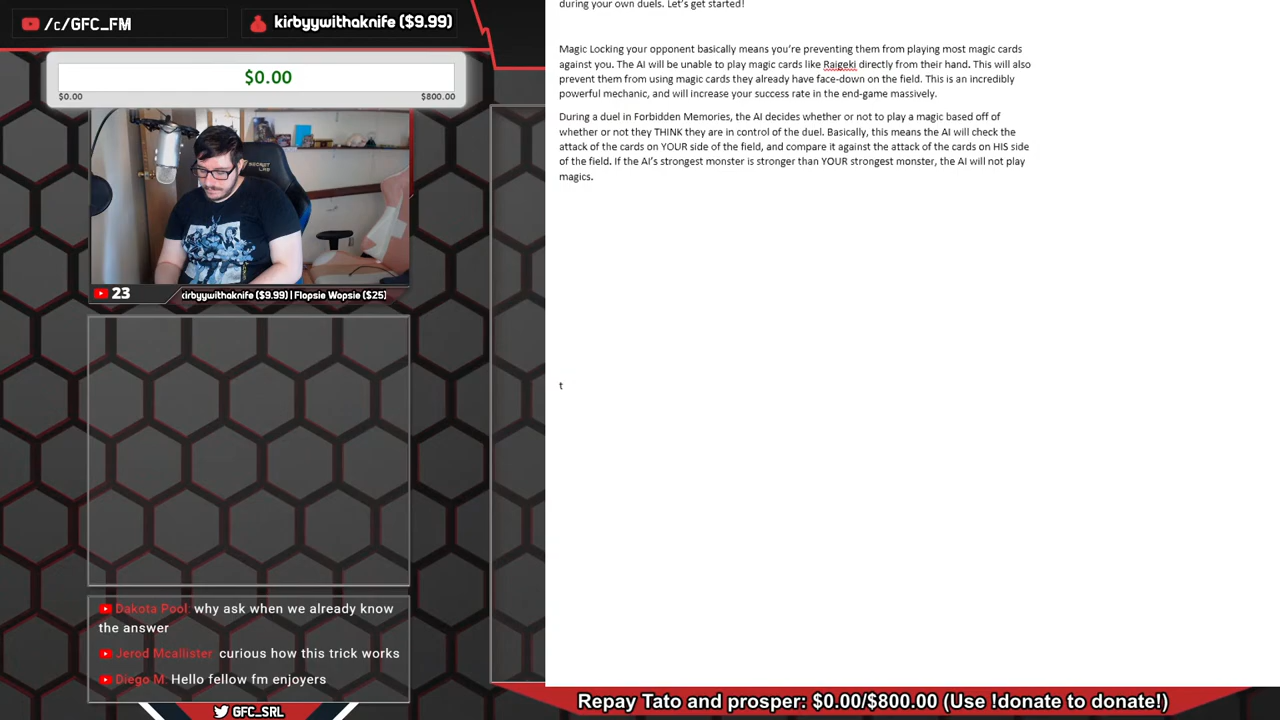 /c/GFC_FM
kirbyywithaknife ($9.99)
$0.00
$0.00
$800.00
SECRET LAB
23
kirbyywithaknife ($9.99) | Flopsie Wopsie ($25)
Dakota Pool: why ask when we already know
the answer
Jerod Mcallister curious how this trick works
Diego M. Hello fellow fm enjoyers
GFC_SRL
during your own duels. Let's get started!
Magic Locking your opponent basically means you're preventing them from playing most magic cards
against you. The AI will be unable to play magic cards like Raigeki directly from their hand. This will also
prevent them from using magic cards they already have face-down on the field. This is an incredibly
powerful mechanic, and will increase your success rate in the end-game massively.
During a duel in Forbidden Memories, the AI decides whether or not to play a magic based off of
whether or not they THINK they are in control of the duel. Basically, this means the AI will check the
attack of the cards on YOUR side of the field, and compare it against the attack of the cards on HIS side
of the field. If the AI's strongest monster is stronger than YOUR strongest monster, the AI will not play
magics.
t
Repay Tato and prosper: $0.00/$800.00 (Use !donate to donate!)